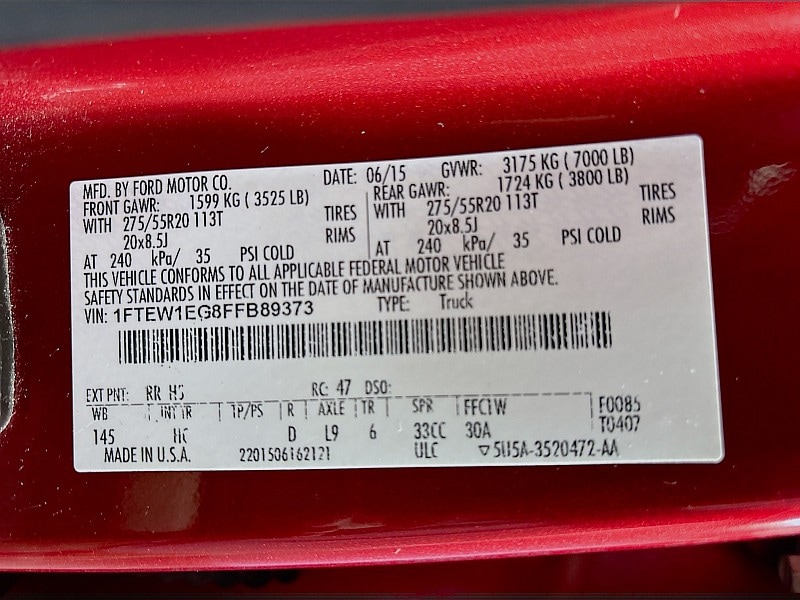 MFD. BY FORD MOTOR CO. DATE: 06/15 GVWR: 3175 KG ( 7000 LB)
FRONT GAWR: 1599 KG ( 3525 LB) REAR GAWR: 1724 KG ( 3800 LB)
WITH 275/55R20 113T TIRES WITH 275/55R20 113T TIRES
20x8.5J RIMS 20x8.5J RIMS
AT 240 kPa/ 35 PSI COLD AT 240 kPa/ 35 PSI COLD
THIS VEHICLE CONFORMS TO ALL APPLICABLE FEDERAL MOTOR VEHICLE
SAFETY STANDARDS IN EFFECT ON THE DATE OF MANUFACTURE SHOWN ABOVE.
VIN: 1FTEW1EG8FFB89373 TYPE: Truck
EXT PNT: RR RC: 47 DSO:
WB INT TR TP/PS R AXLE TR SPR F0085
145 D L9 6 33CC 30A T0407
MADE IN U.S.A. 2201506162121 ULC